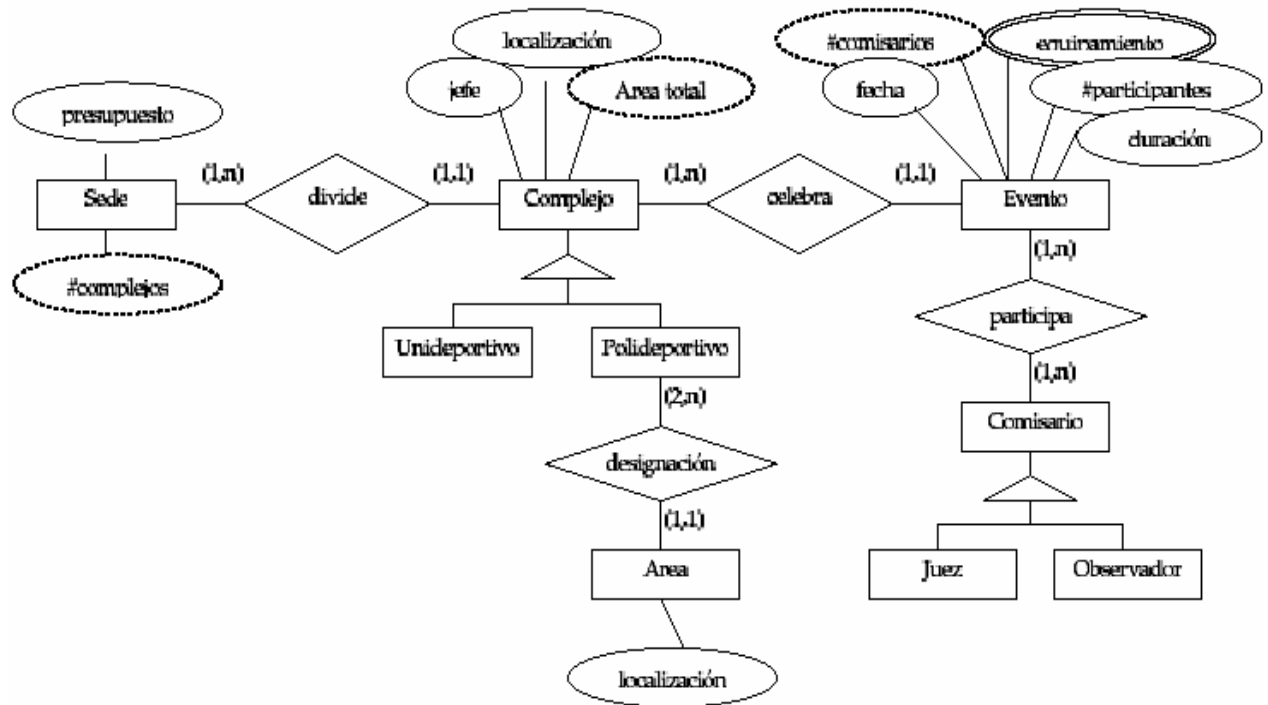 localización
#comisarios
equipamiento
jefe
Area total
fecha
#participantes
presupuesto
duración
(1,n)
(1,1)
(1,n)
(1,1)
Sede
divide
Complejo
celebra
Evento
(1,n)
#complejos
participa
Unideportivo
Polideportivo
(1,n)
(2,n)
Comisario
designación
(1,1)
Area
Juez
Observador
localización